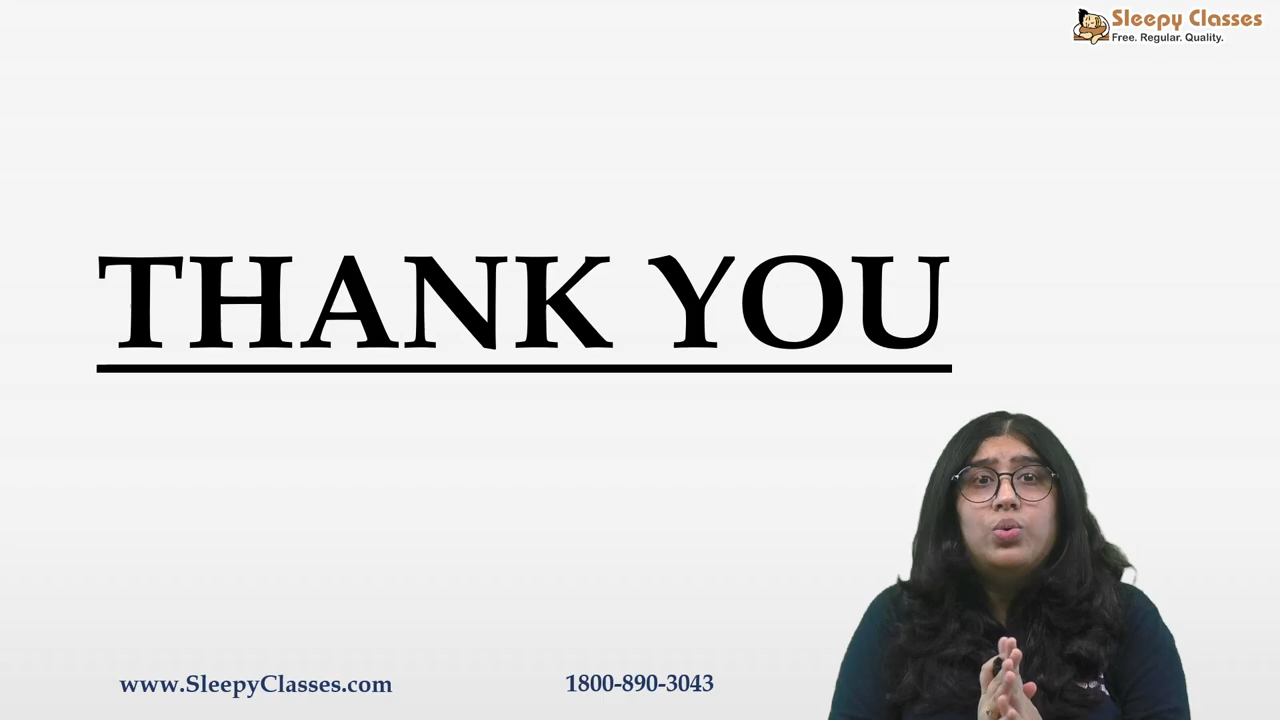 Sleepy Classes
Free. Regular. Quality.
THANK YOU
www.SleepyClasses.com
1800-890-3043